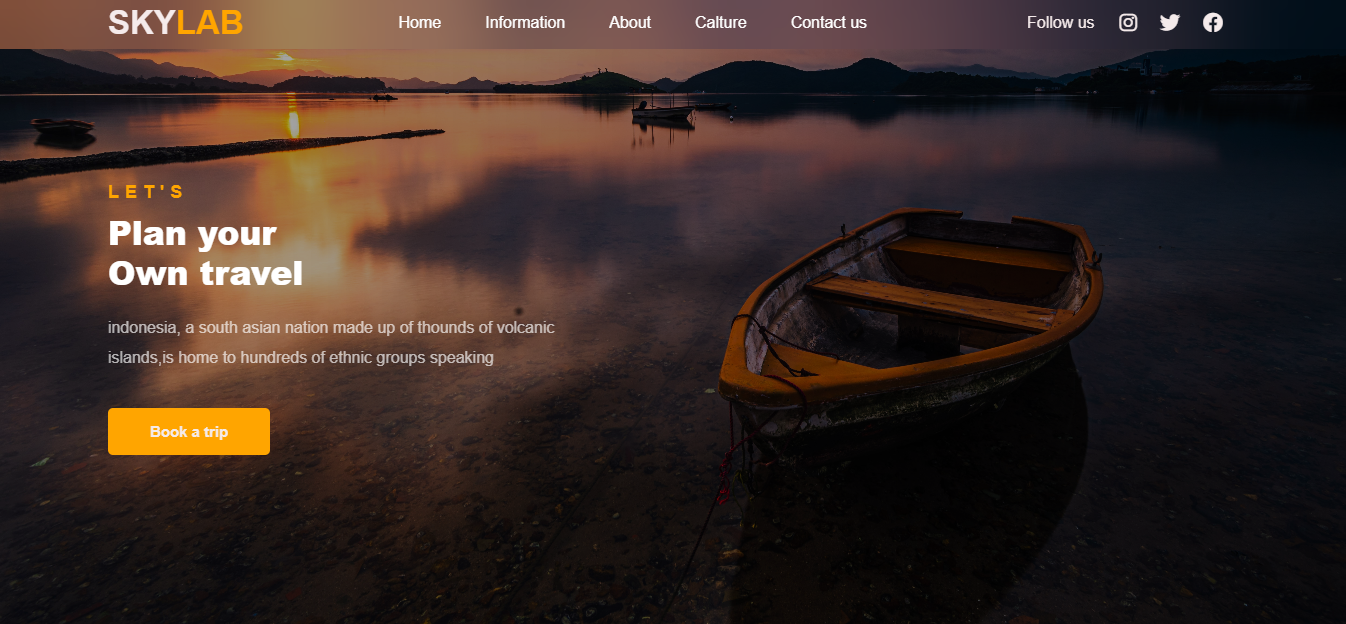 SKYLAB
Home Information About Calture Contact us
Follow us
LET'S
Plan your
Own travel
indonesia, a south asian nation made up of thounds of volcanic
islands,is home to hundreds of ethnic groups speaking
Book a trip